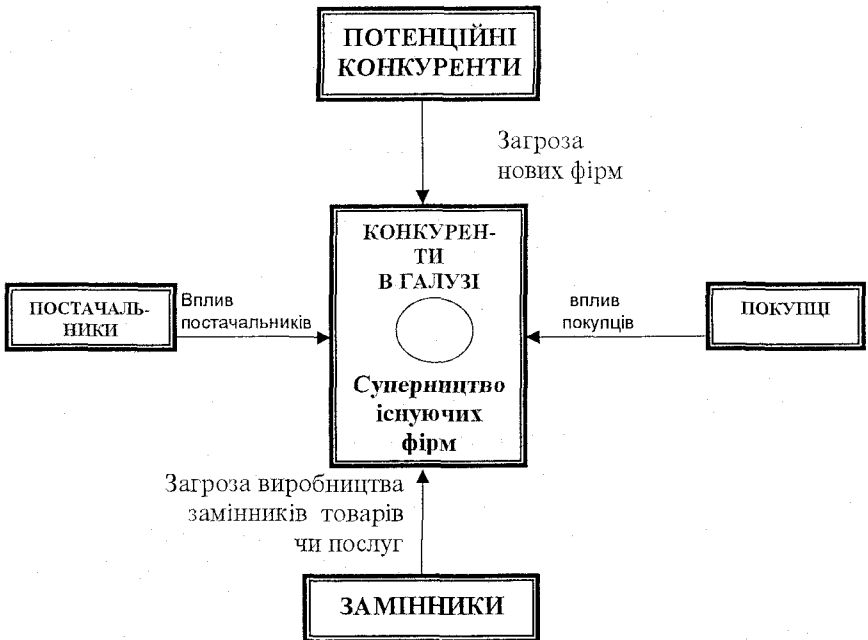 ПОТЕНЦІЙНІ
КОНКУРЕНТИ
Загроза
нових фірм
КОНКУРЕН-
ТИ
В ГАЛУЗІ
ПОСТАЧАЛЬ-
НИКИ
Вплив
постачальників
вплив
покупців
ПОКУПЦІ
Суперництво
існуючих
фірм
Загроза виробництва
замінників товарів
чи послуг
ЗАМІННИКИ